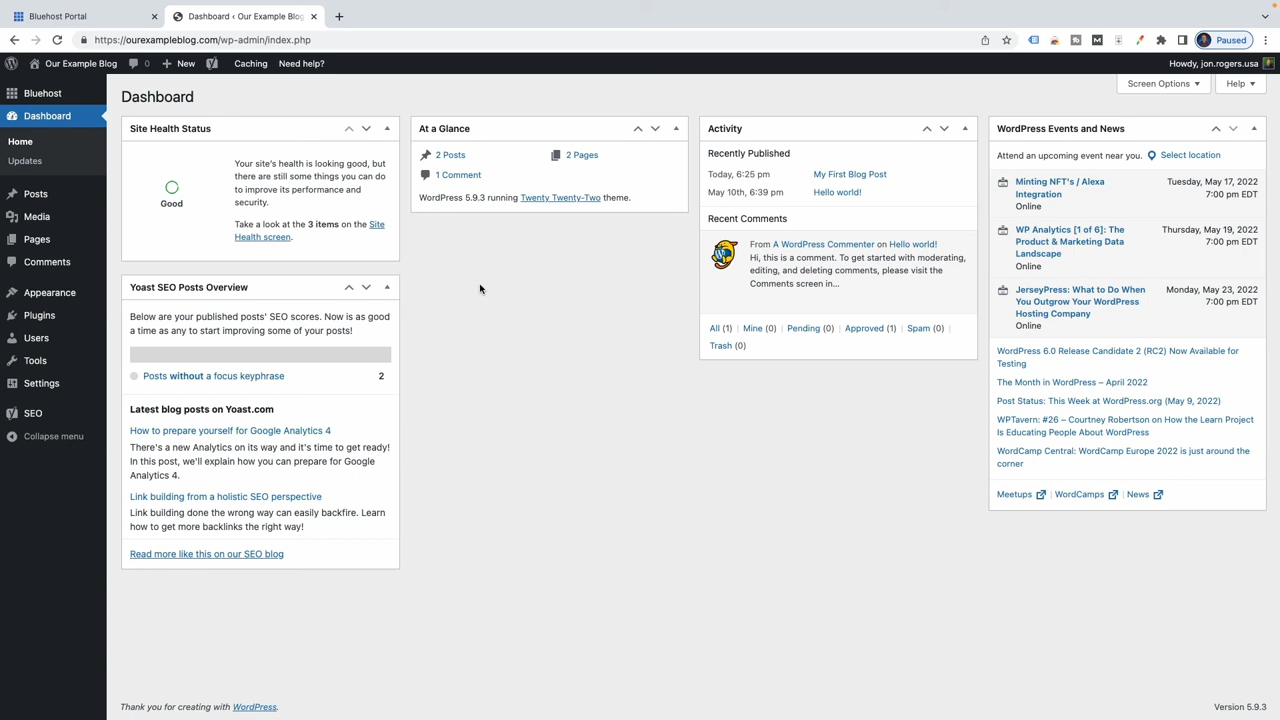 Bluehost Portal
Dashboard ‹ Our Example Blog
https://ourexampleblog.com/wp-admin/index.php
Paused
Our Example Blog
0
New
Caching
Need help?
Howdy, jon.rogers.usa
Bluehost
Dashboard
Home
Updates
Posts
Media
Pages
Comments
Appearance
Plugins
Users
Tools
Settings
SEO
Collapse menu
Dashboard
Screen Options
Help
Site Health Status
Good
Your site's health is looking good, but
there are still some things you can do
to improve its performance and
security.
Take a look at the 3 items on the Site
Health screen.
Yoast SEO Posts Overview
Below are your published posts' SEO scores. Now is as good
a time as any to start improving some of your posts!
Posts without a focus keyphrase 2
Latest blog posts on Yoast.com
How to prepare yourself for Google Analytics 4
There's a new Analytics on its way and it's time to get ready!
In this post, we'll explain how you can prepare for Google
Analytics 4.
Link building from a holistic SEO perspective
Link building done the wrong way can easily backfire. Learn
how to get more backlinks the right way!
Read more like this on our SEO blog
At a Glance
2 Posts
2 Pages
1 Comment
WordPress 5.9.3 running Twenty Twenty-Two theme.
Activity
Recently Published
Today, 6:25 pm My First Blog Post
May 10th, 6:39 pm Hello world!
Recent Comments
From A WordPress Commenter on Hello world!
Hi, this is a comment. To get started with moderating,
editing, and deleting comments, please visit the
Comments screen in...
All (1) | Mine (0) | Pending (0) | Approved (1) | Spam (0) |
Trash (0)
WordPress Events and News
Attend an upcoming event near you. Select location
Minting NFT's / Alexa
Integration
Online
Tuesday, May 17, 2022
7:00 pm EDT
WP Analytics [1 of 6]: The
Product & Marketing Data
Landscape
Online
Thursday, May 19, 2022
7:00 pm EDT
JerseyPress: What to Do When
You Outgrow Your WordPress
Hosting Company
Online
Monday, May 23, 2022
7:00 pm EDT
WordPress 6.0 Release Candidate 2 (RC2) Now Available for
Testing
The Month in WordPress – April 2022
Post Status: This Week at WordPress.org (May 9, 2022)
WPTavern: #26 – Courtney Robertson on How the Learn Project
Is Educating People About WordPress
WordCamp Central: WordCamp Europe 2022 is just around the
corner
Meetups | WordCamps | News
Thank you for creating with WordPress.
Version 5.9.3